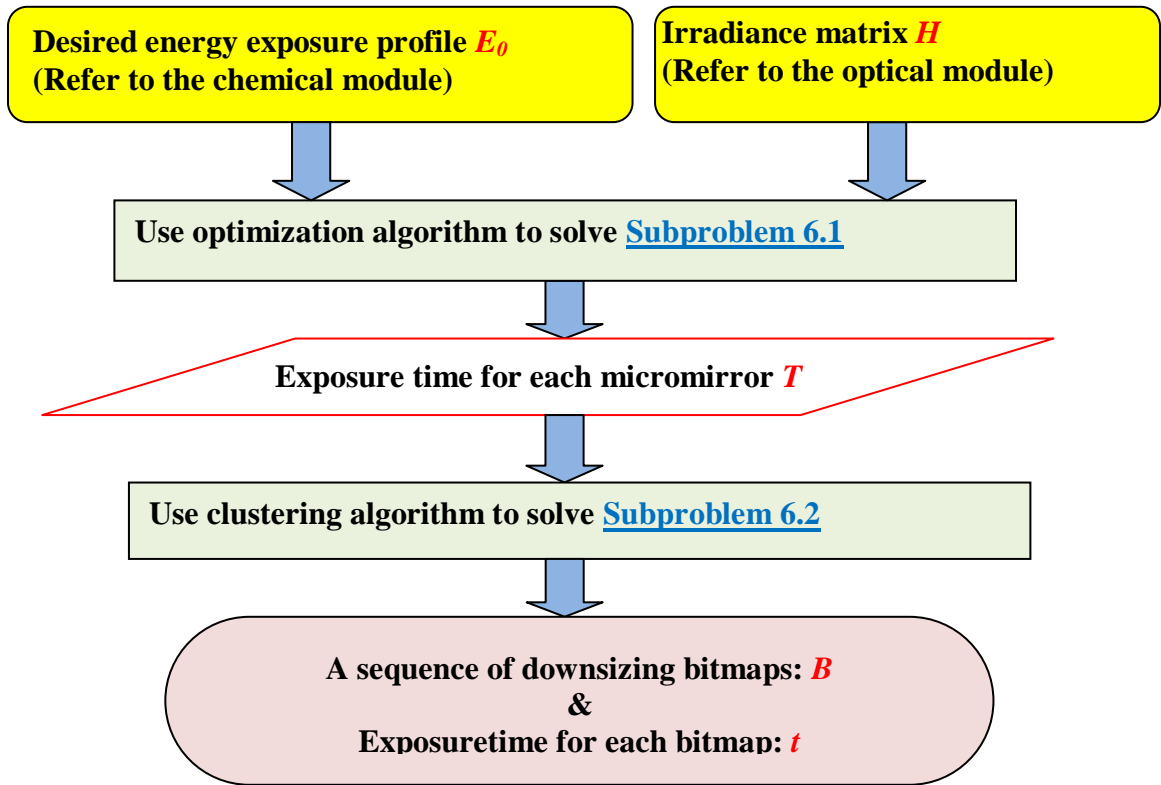 Desired energy exposure profile E₀
(Refer to the chemical module)
Irradiance matrix H
(Refer to the optical module)
Use optimization algorithm to solve Subproblem 6.1
Exposure time for each micromirror T
Use clustering algorithm to solve Subproblem 6.2
A sequence of downsizing bitmaps: B
&
Exposuretime for each bitmap: t